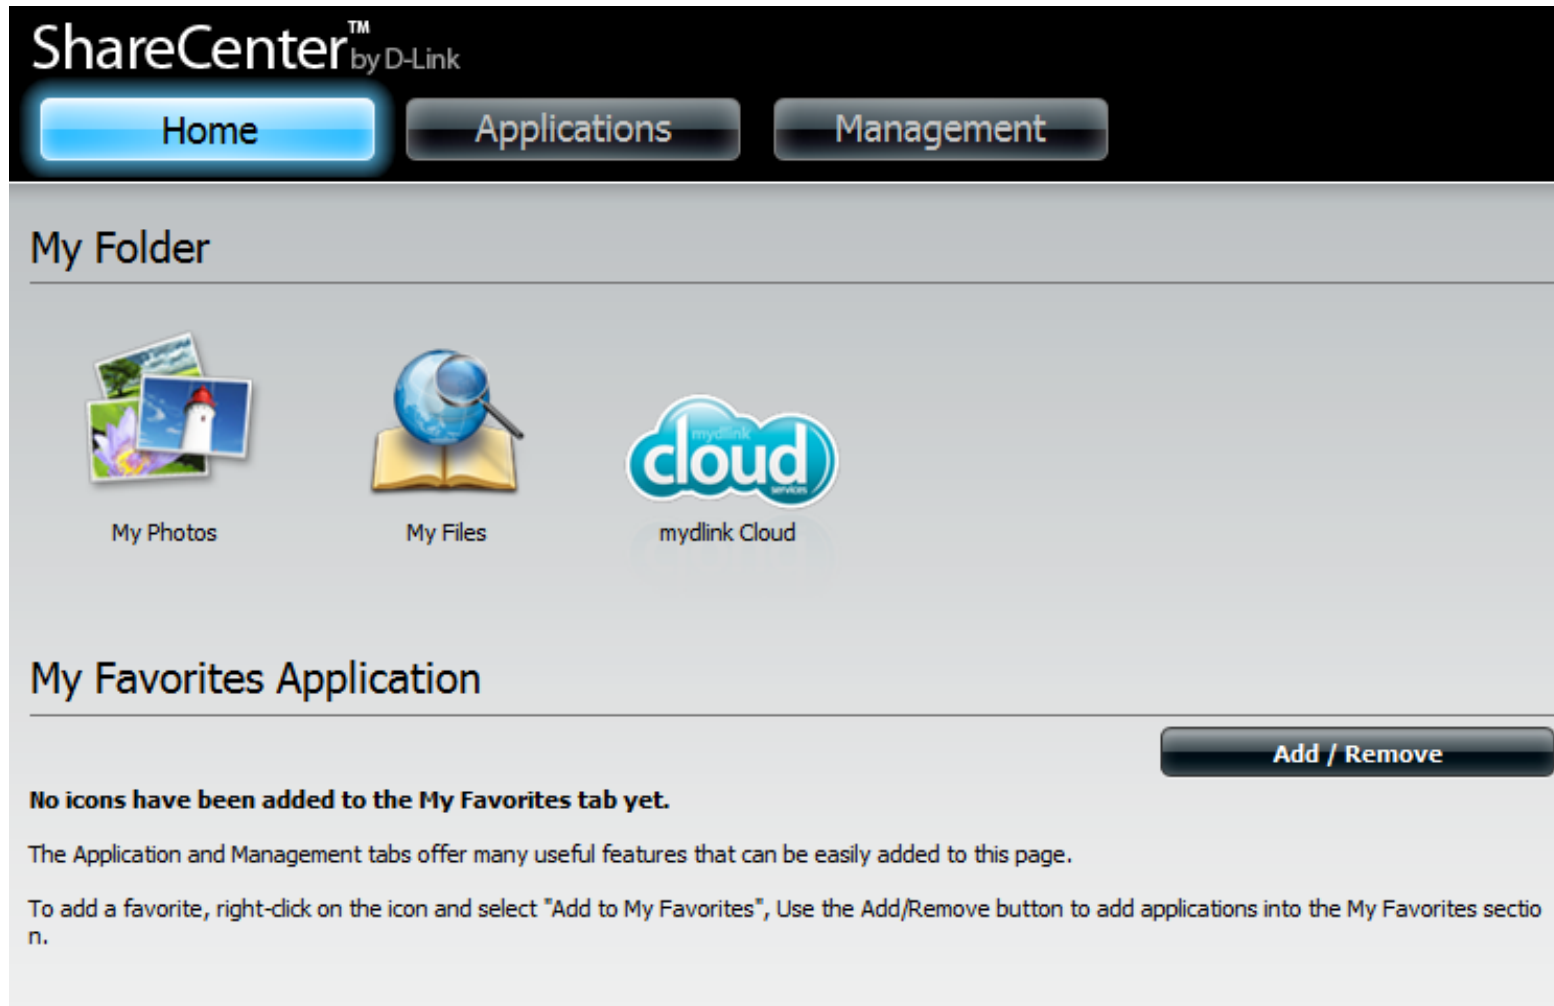 ShareCenter™ by D-Link
Home Applications Management
My Folder
mydlink
cloud
services
My Photos My Files mydlink Cloud
My Favorites Application
Add / Remove
No icons have been added to the My Favorites tab yet.
The Application and Management tabs offer many useful features that can be easily added to this page.
To add a favorite, right-click on the icon and select "Add to My Favorites", Use the Add/Remove button to add applications into the My Favorites sectio
n.